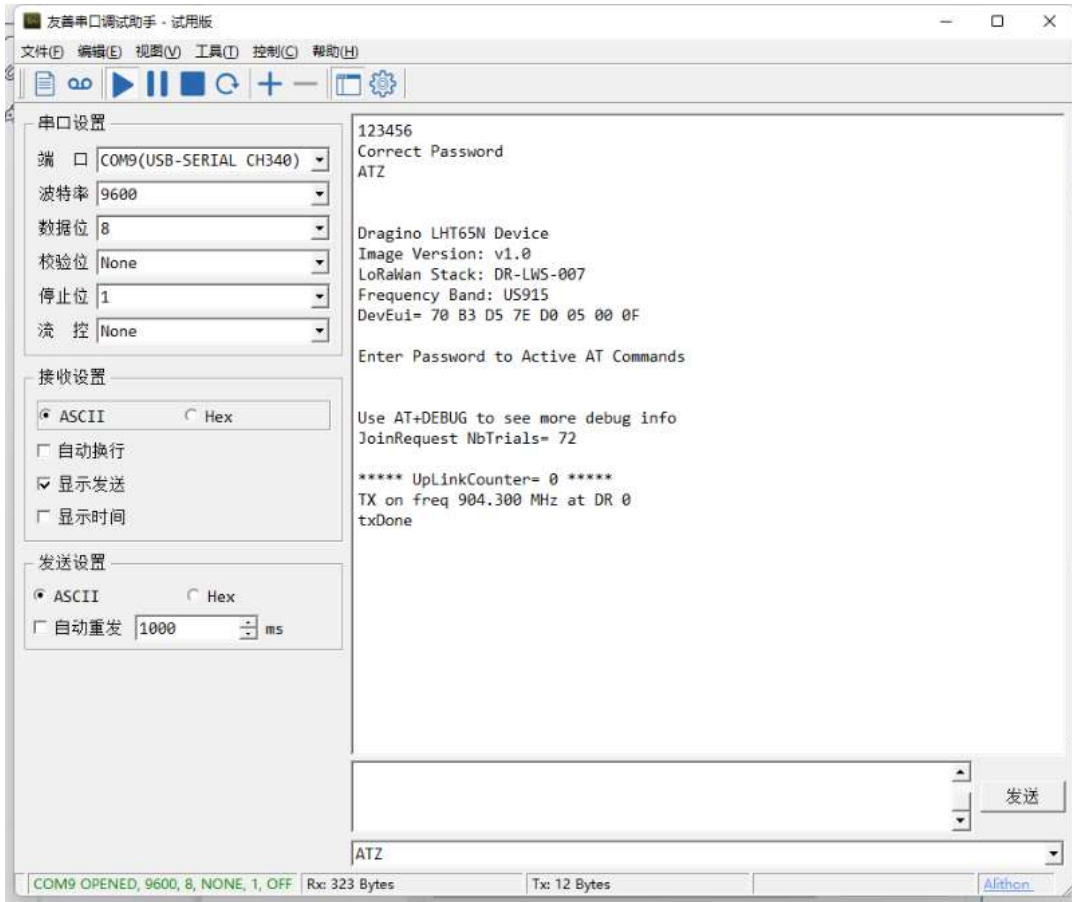 友善串口调试助手 - 试用版
文件(F) 编辑(E) 视图(V) 工具(T) 控制(C) 帮助(H)
串口设置
端 口 COM9(USB-SERIAL CH340)
波特率 9600
数据位 8
校验位 None
停止位 1
流 控 None
接收设置
ASCII Hex
自动换行
显示发送
显示时间
发送设置
ASCII Hex
自动重发 1000 ms
123456
Correct Password
ATZ
Dragino LHT65N Device
Image Version: v1.0
LoRaWan Stack: DR-LWS-007
Frequency Band: US915
DevEui= 70 B3 D5 7E D0 05 00 0F
Enter Password to Active AT Commands
Use AT+DEBUG to see more debug info
JoinRequest NbTrials= 72
***** UpLinkCounter= 0 *****
TX on freq 904.300 MHz at DR 0
txDone
发送
ATZ
COM9 OPENED, 9600, 8, NONE, 1, OFF Rx: 323 Bytes Tx: 12 Bytes Alithon